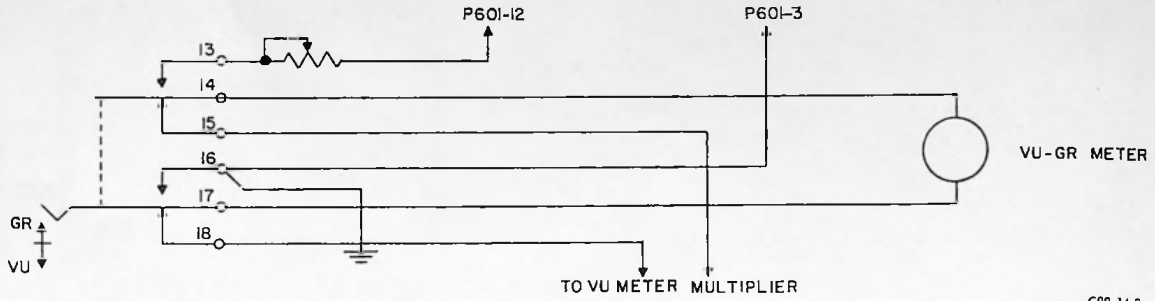 P601-12
P601-3
13
14
15
16
17
18
VU-GR METER
GR
VU
TO VU METER MULTIPLIER